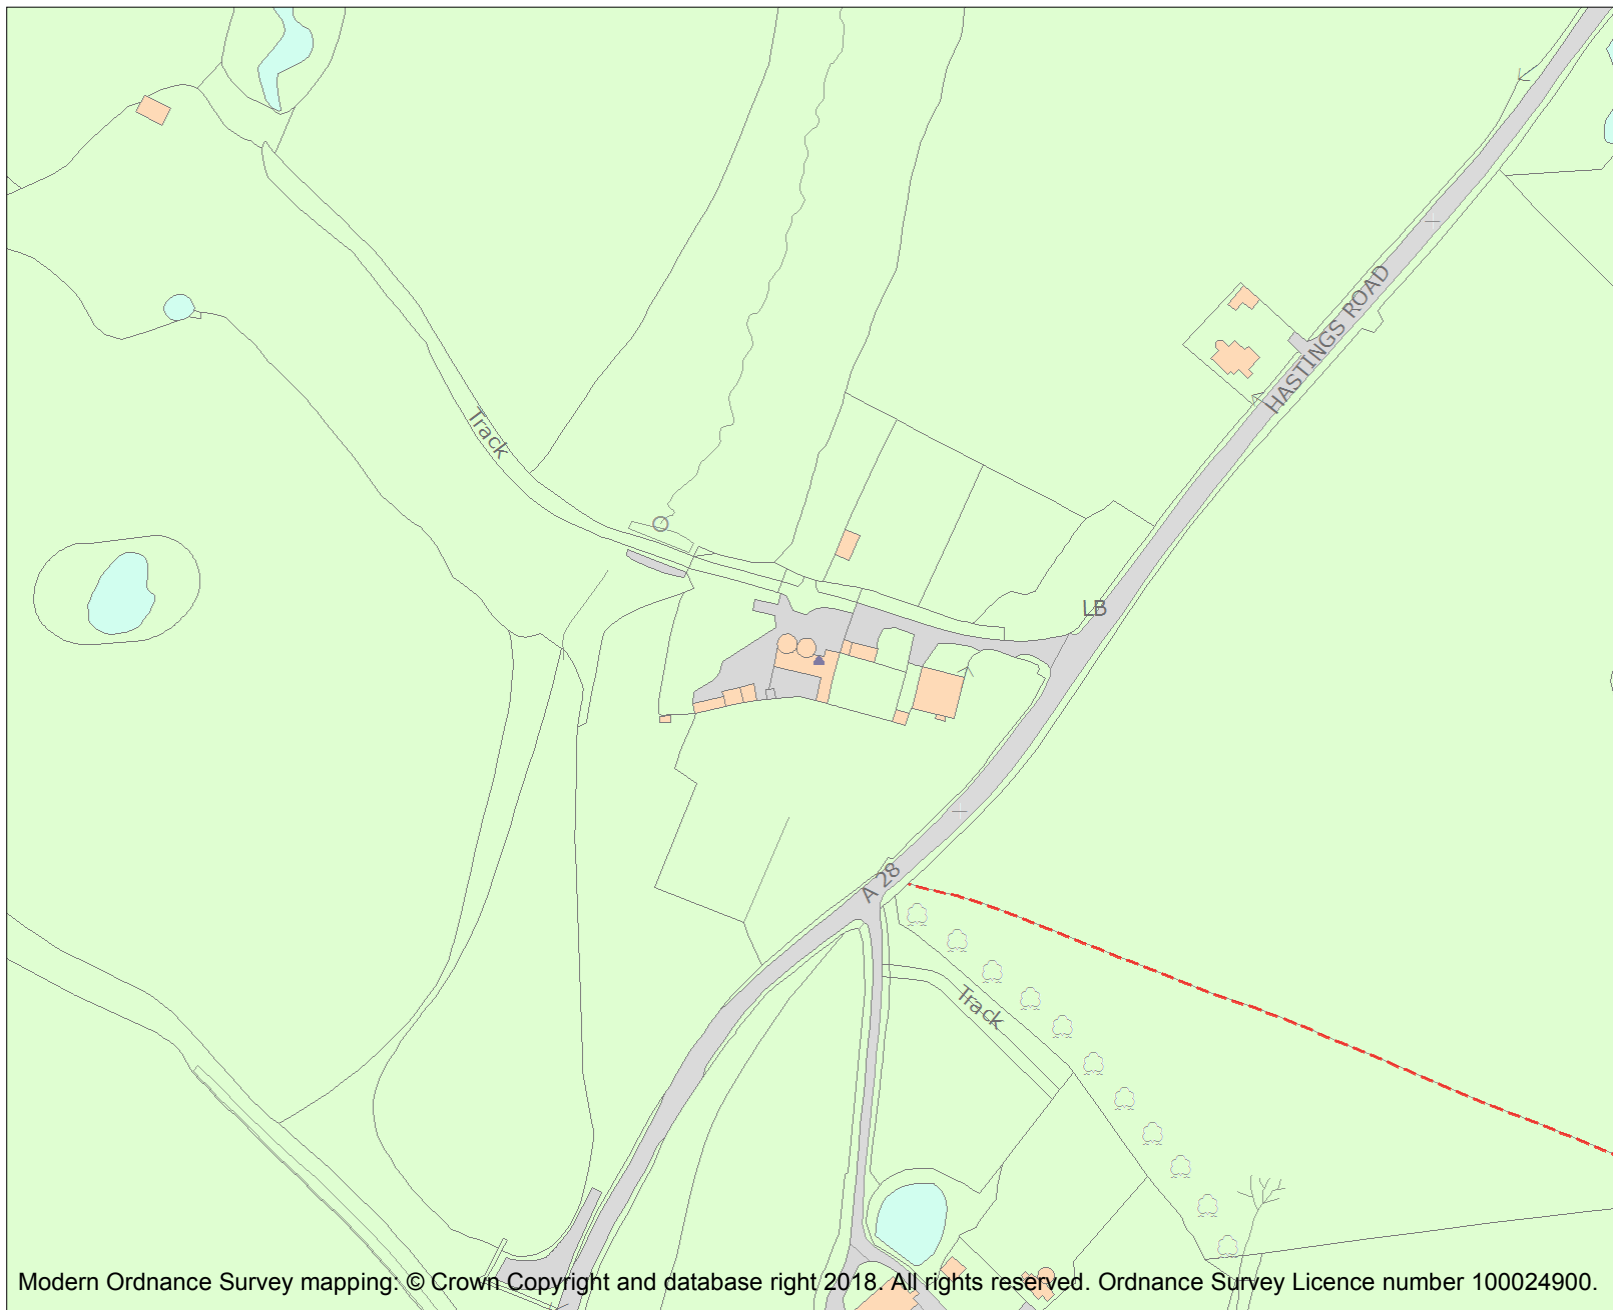 HASTINGS ROAD
Track
LB
A 28
Track
Modern Ordnance Survey mapping: © Crown Copyright and database right 2018. All rights reserved. Ordnance Survey Licence number 100024900.